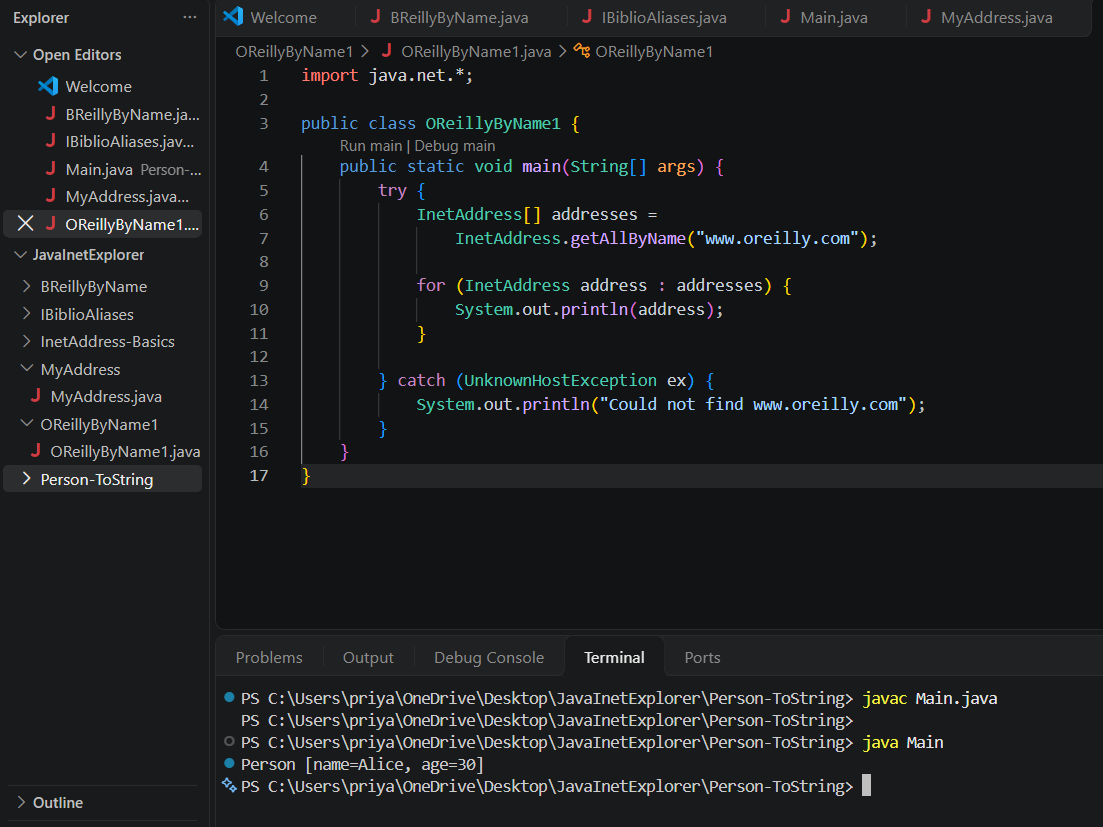 Explorer ...
Open Editors
Welcome
BReillyByName.ja...
IBiblioAliases.jav...
Main.java Person-...
MyAddress.java...
OReillyByName1....
JavaInetExplorer
BReillyByName
IBiblioAliases
InetAddress-Basics
MyAddress
MyAddress.java
OReillyByName1
OReillyByName1.java
Person-ToString
Outline
Welcome BReillyByName.java IBiblioAliases.java Main.java MyAddress.java
OReillyByName1 > OReillyByName1.java > OReillyByName1
1 import java.net.*;
2
3 public class OReillyByName1 {
Run main | Debug main
4 public static void main(String[] args) {
5 try {
6 InetAddress[] addresses =
7 InetAddress.getAllByName("www.oreilly.com");
8
9 for (InetAddress address : addresses) {
10 System.out.println(address);
11 }
12
13 } catch (UnknownHostException ex) {
14 System.out.println("Could not find www.oreilly.com");
15 }
16 }
17 }
Problems Output Debug Console Terminal Ports
PS C:\Users\priya\OneDrive\Desktop\JavaInetExplorer\Person-ToString> javac Main.java
PS C:\Users\priya\OneDrive\Desktop\JavaInetExplorer\Person-ToString>
PS C:\Users\priya\OneDrive\Desktop\JavaInetExplorer\Person-ToString> java Main
Person [name=Alice, age=30]
PS C:\Users\priya\OneDrive\Desktop\JavaInetExplorer\Person-ToString>